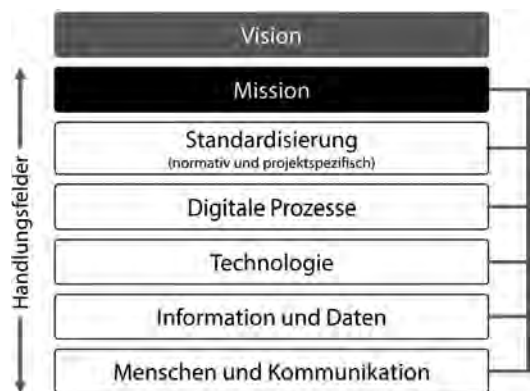 Vision
Mission
Standardisierung
(normativ und projektspezifisch)
Digitale Prozesse
Technologie
Information und Daten
Menschen und Kommunikation
Handlungsfelder